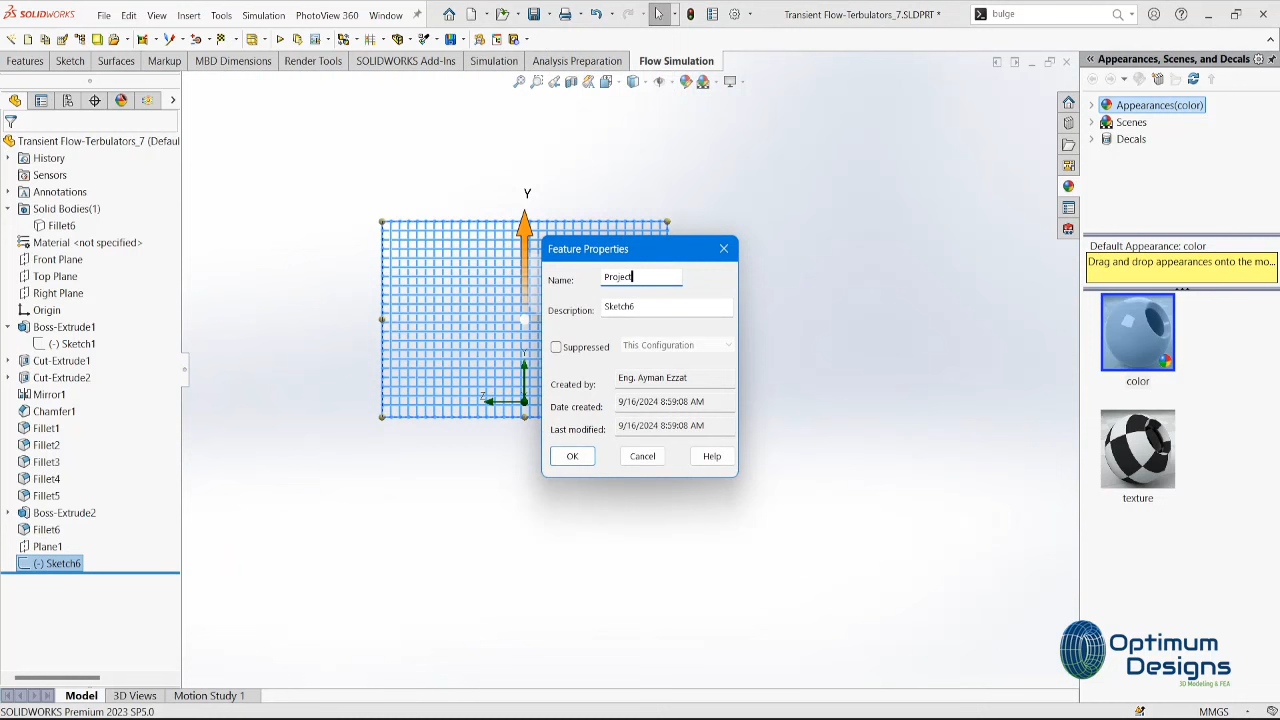 SOLIDWORKS
File
Edit
View
Insert
Tools
Simulation
PhotoView 360
Window
Transient Flow-Terbulators_7.SLDPRT *
bulge
Features
Sketch
Surfaces
Markup
MBD Dimensions
Render Tools
SOLIDWORKS Add-Ins
Simulation
Analysis Preparation
Flow Simulation
Appearances, Scenes, and Decals
Transient Flow-Terbulators_7 (Defaul
History
Sensors
Annotations
Solid Bodies(1)
Fillet6
Material <not specified>
Front Plane
Top Plane
Right Plane
Origin
Boss-Extrude1
(-) Sketch1
Cut-Extrude1
Cut-Extrude2
Mirror1
Chamfer1
Fillet1
Fillet2
Fillet3
Fillet4
Fillet5
Boss-Extrude2
Fillet6
Plane1
(-) Sketch6
Y
Y
Z
Feature Properties
Name:
Project
Description:
Sketch6
Suppressed
This Configuration
Created by:
Eng. Ayman Ezzat
Date created:
9/16/2024 8:59:08 AM
Last modified:
9/16/2024 8:59:08 AM
OK
Cancel
Help
Appearances(color)
Scenes
Decals
Default Appearance: color
Drag and drop appearances onto the mo...
color
texture
Optimum
Designs
3D Modeling & FEA
Model
3D Views
Motion Study 1
SOLIDWORKS Premium 2023 SP5.0
MMGS